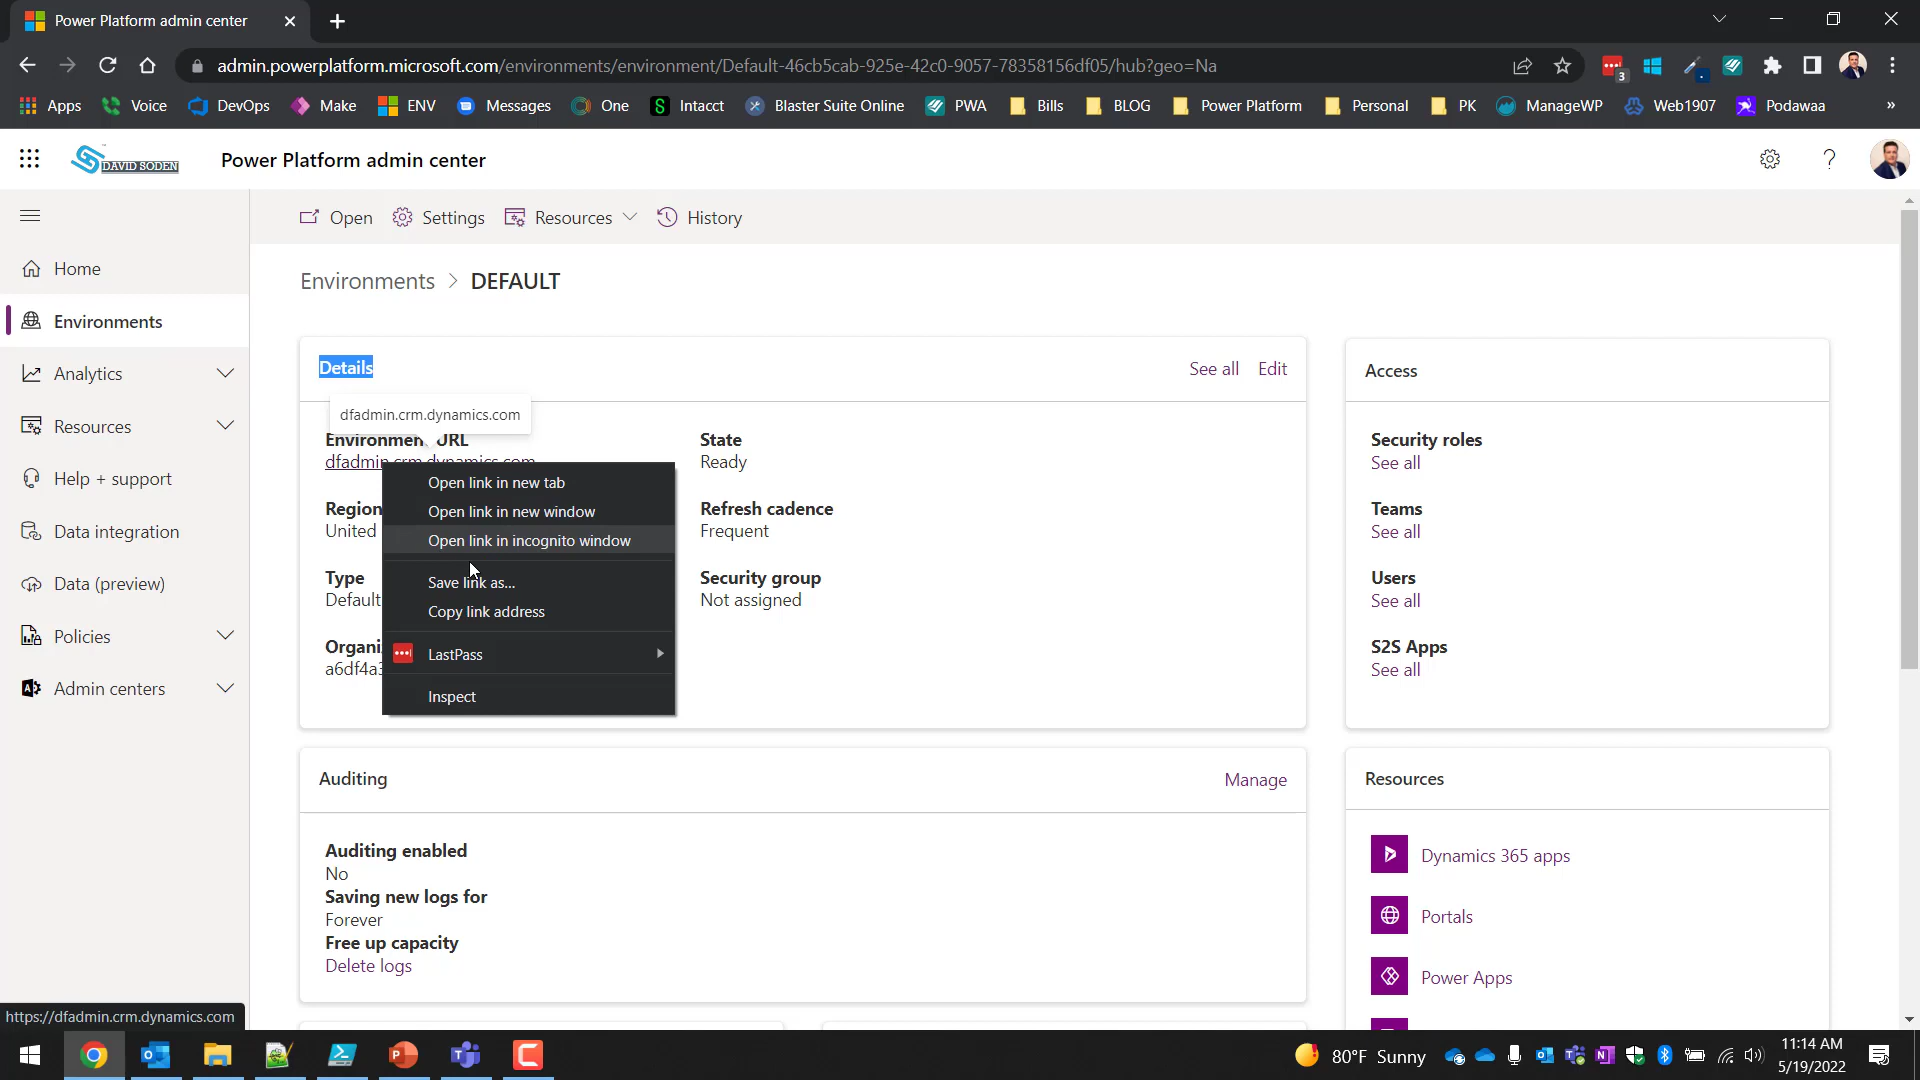 Power Platform admin center
admin.powerplatform.microsoft.com/environments/environment/Default-46cb5cab-925e-42c0-9057-78358156df05/hub?geo=Na
3
Apps Voice DevOps Make ENV Messages One Intacct Blaster Suite Online PWA Bills BLOG Power Platform Personal PK ManageWP Web1907 Podawaa »
DAVID SODEN
Power Platform admin center
Open Settings Resources History
Home
Environments
Analytics
Resources
Help + support
Data integration
Data (preview)
Policies
Admin centers
Environments > DEFAULT
Details
See all Edit
dfadmin.crm.dynamics.com
Environmen URL
dfadmin.crm.dynamics.com
Region
United
Type
Default
Organi
a6df4a3
State
Ready
Refresh cadence
Frequent
Security group
Not assigned
Open link in new tab
Open link in new window
Open link in incognito window
Save link as...
Copy link address
LastPass
Inspect
Access
Security roles
See all
Teams
See all
Users
See all
S2S Apps
See all
Auditing
Manage
Auditing enabled
No
Saving new logs for
Forever
Free up capacity
Delete logs
Resources
Dynamics 365 apps
Portals
Power Apps
https://dfadmin.crm.dynamics.com
80°F Sunny
11:14 AM
5/19/2022